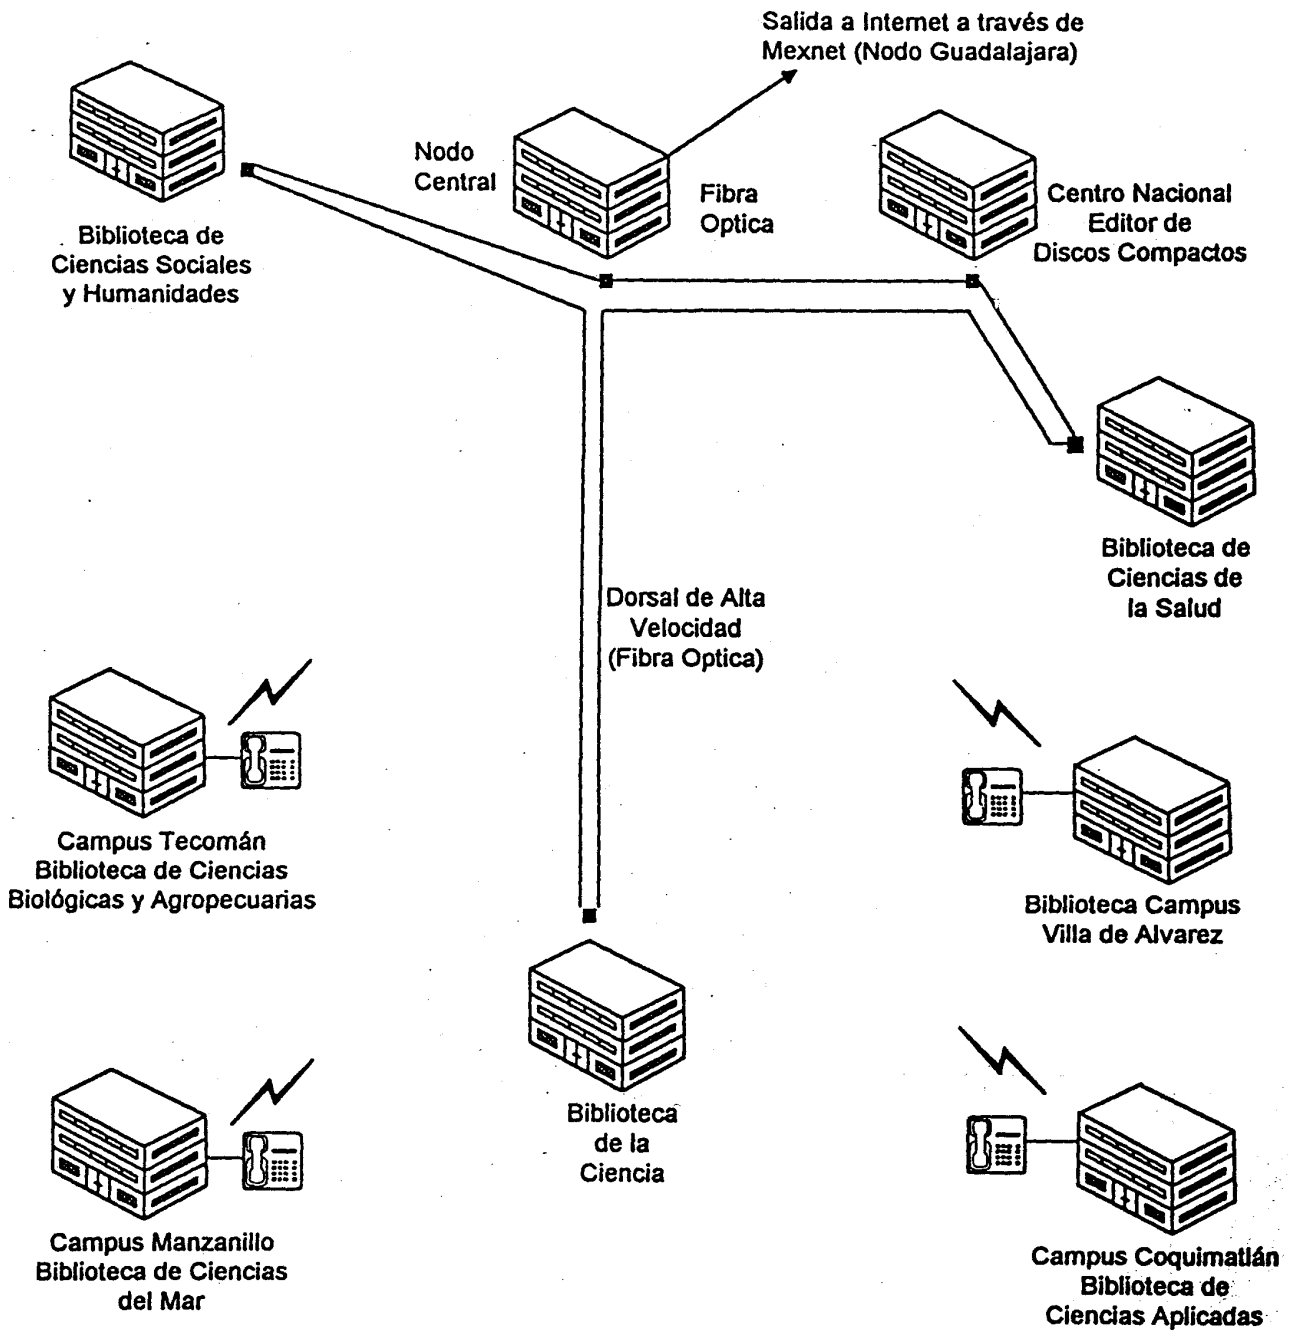 Salida a Internet a través de
Mexnet (Nodo Guadalajara)
Nodo
Central
Fibra
Optica
Centro Nacional
Editor de
Discos Compactos
Biblioteca de
Ciencias Sociales
y Humanidades
Biblioteca de
Ciencias de
la Salud
Dorsal de Alta
Velocidad
(Fibra Optica)
Campus Tecomán
Biblioteca de Ciencias
Biológicas y Agropecuarias
Biblioteca Campus
Villa de Alvarez
Biblioteca
de la
Ciencia
Campus Manzanillo
Biblioteca de Ciencias
del Mar
Campus Coquimatlán
Biblioteca de
Ciencias Aplicadas